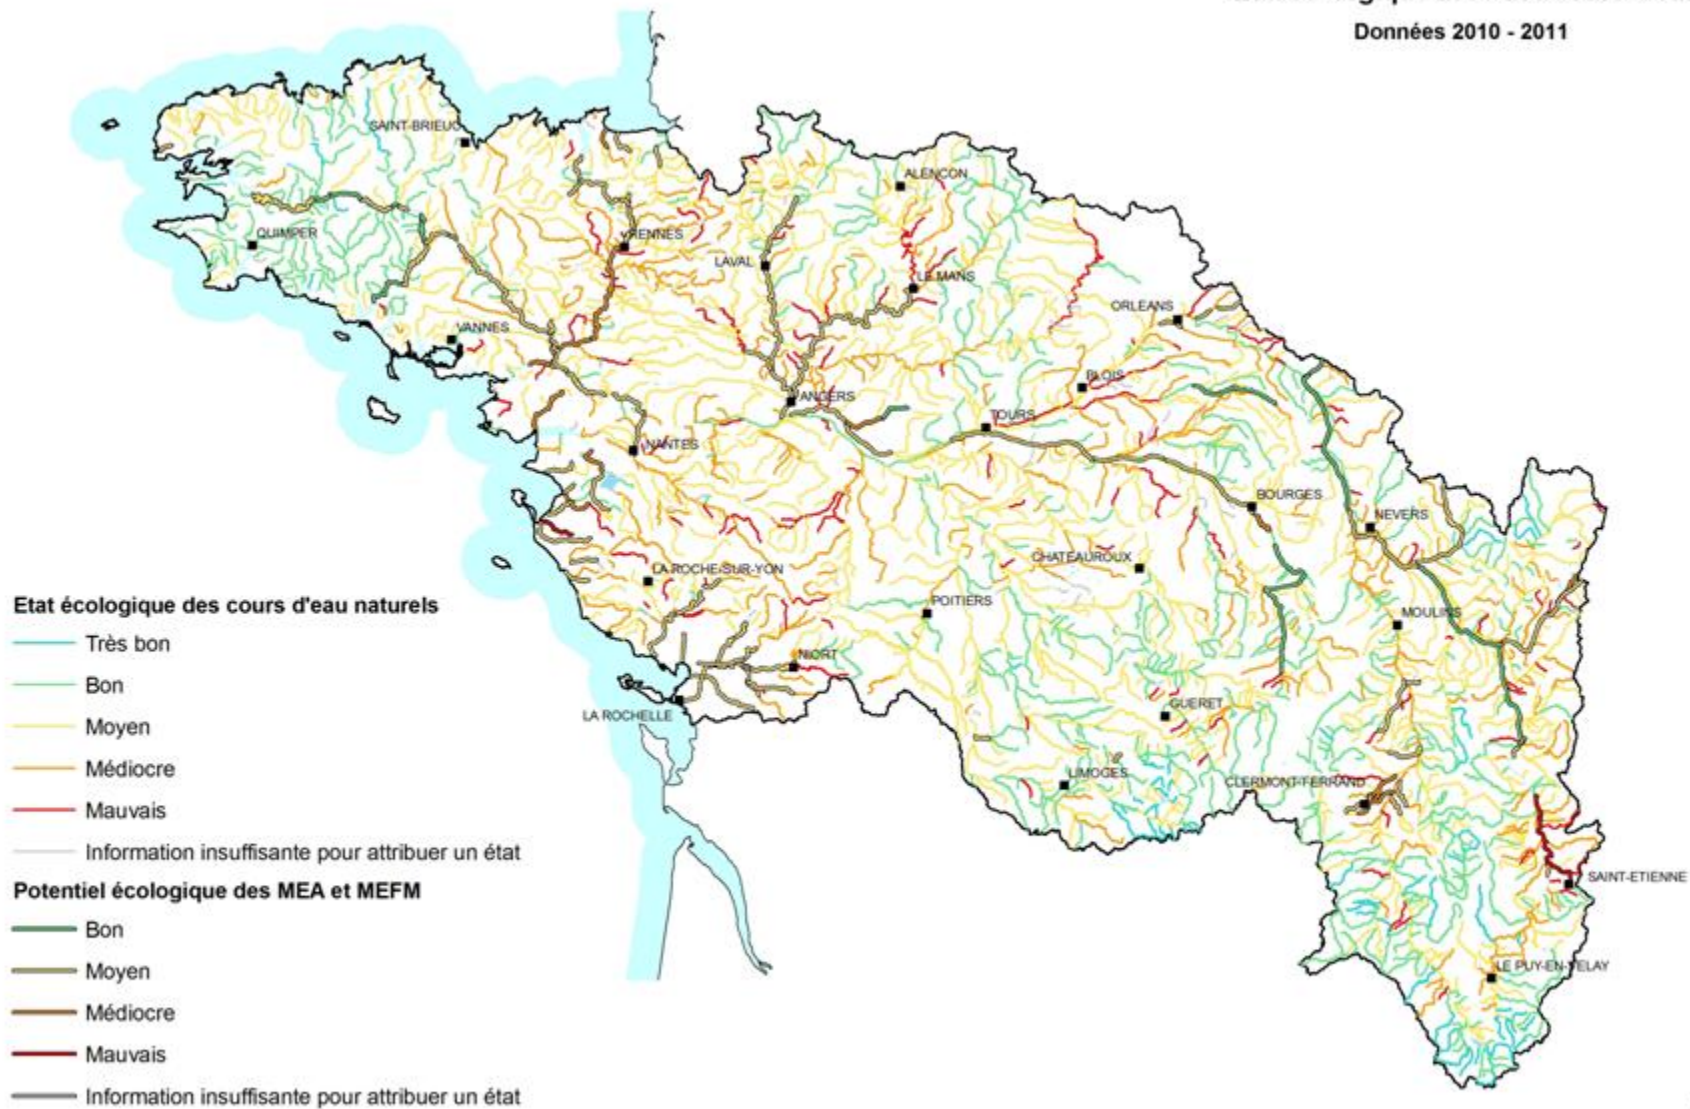 Données 2010 - 2011
SAINT-BRIEUC
ALENCON
QUIMPER
RENNES
LAVAL
LE MANS
ORLEANS
VANNES
BLOIS
ANGERS
TOURS
NANTES
BOURGES
NEVERS
CHATEAUROUX
LA ROCHE-SUR-YON
POITIERS
MOULINS
NIORT
LA ROCHELLE
GUERET
LIMOGES
CLERMONT-FERRAND
SAINT-ETIENNE
LE PUY-EN-VELAY
Etat écologique des cours d'eau naturels
Très bon
Bon
Moyen
Médiocre
Mauvais
Information insuffisante pour attribuer un état
Potentiel écologique des MEA et MEFM
Bon
Moyen
Médiocre
Mauvais
Information insuffisante pour attribuer un état